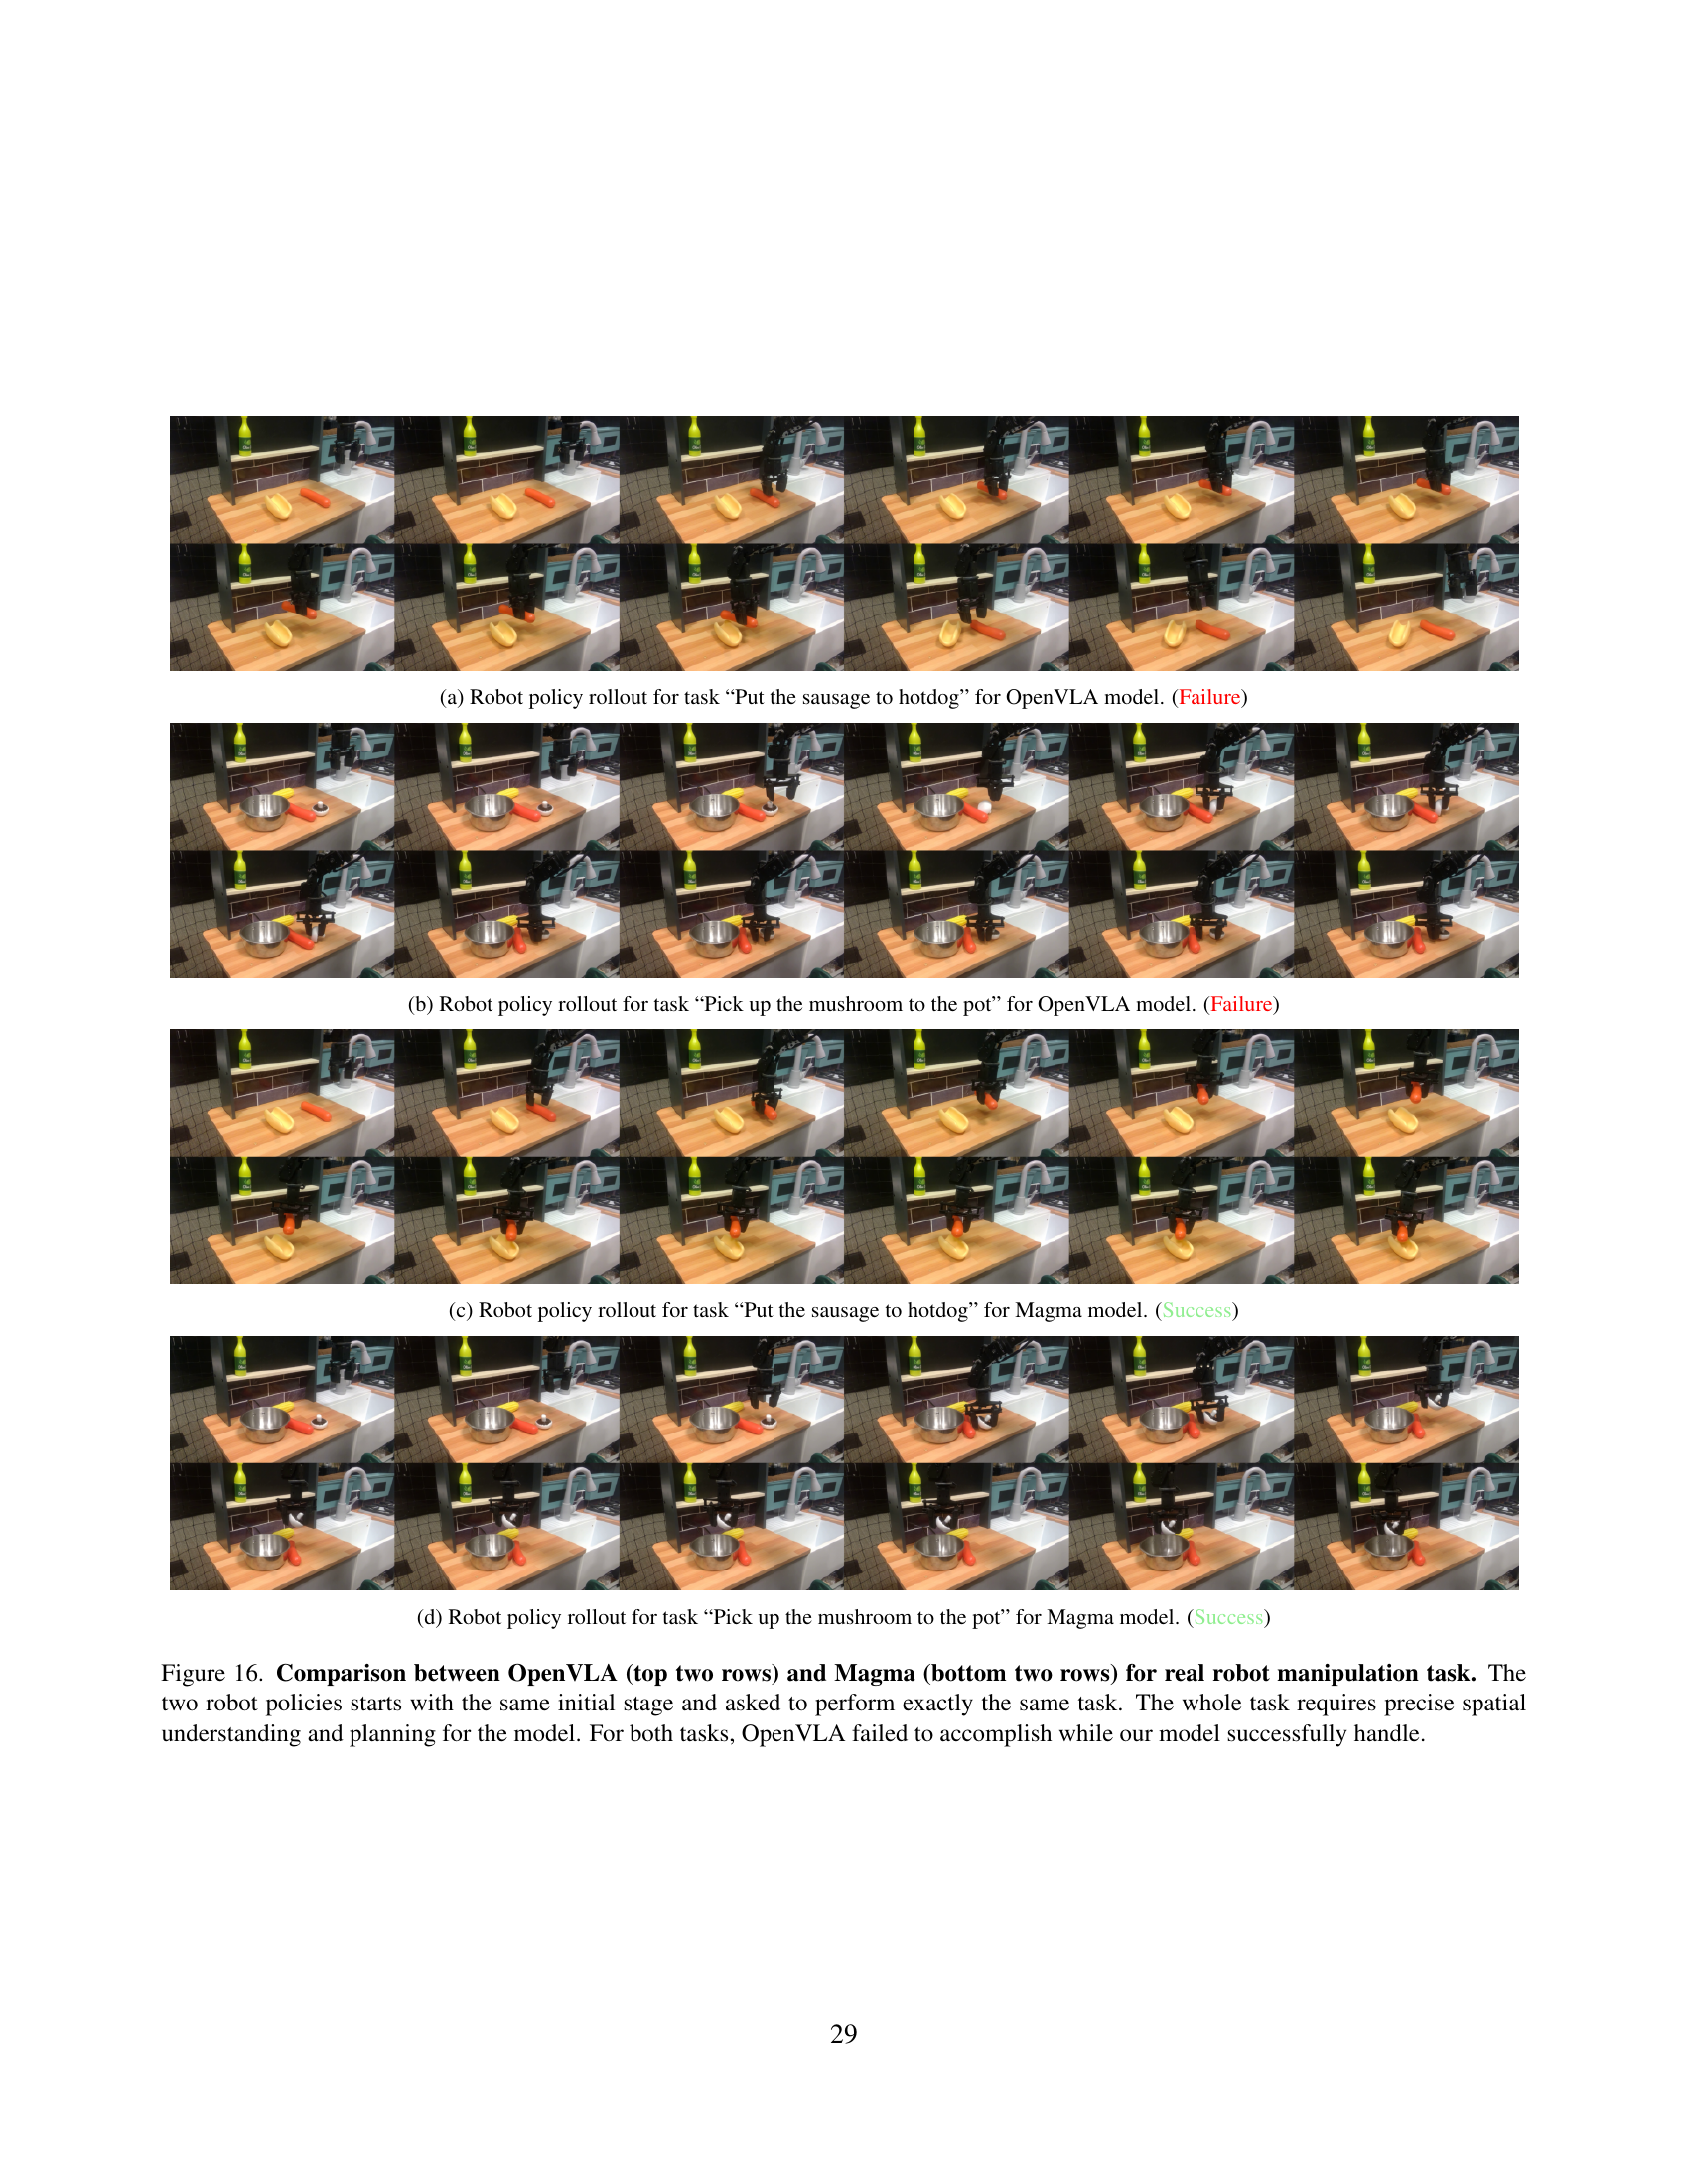 (a) Robot policy rollout for task “Put the sausage to hotdog” for OpenVLA model. (Failure)
(b) Robot policy rollout for task “Pick up the mushroom to the pot” for OpenVLA model. (Failure)
(c) Robot policy rollout for task “Put the sausage to hotdog” for Magma model. (Success)
(d) Robot policy rollout for task “Pick up the mushroom to the pot” for Magma model. (Success)
Figure 16. Comparison between OpenVLA (top two rows) and Magma (bottom two rows) for real robot manipulation task. The
two robot policies starts with the same initial stage and asked to perform exactly the same task. The whole task requires precise spatial
understanding and planning for the model. For both tasks, OpenVLA failed to accomplish while our model successfully handle.
29